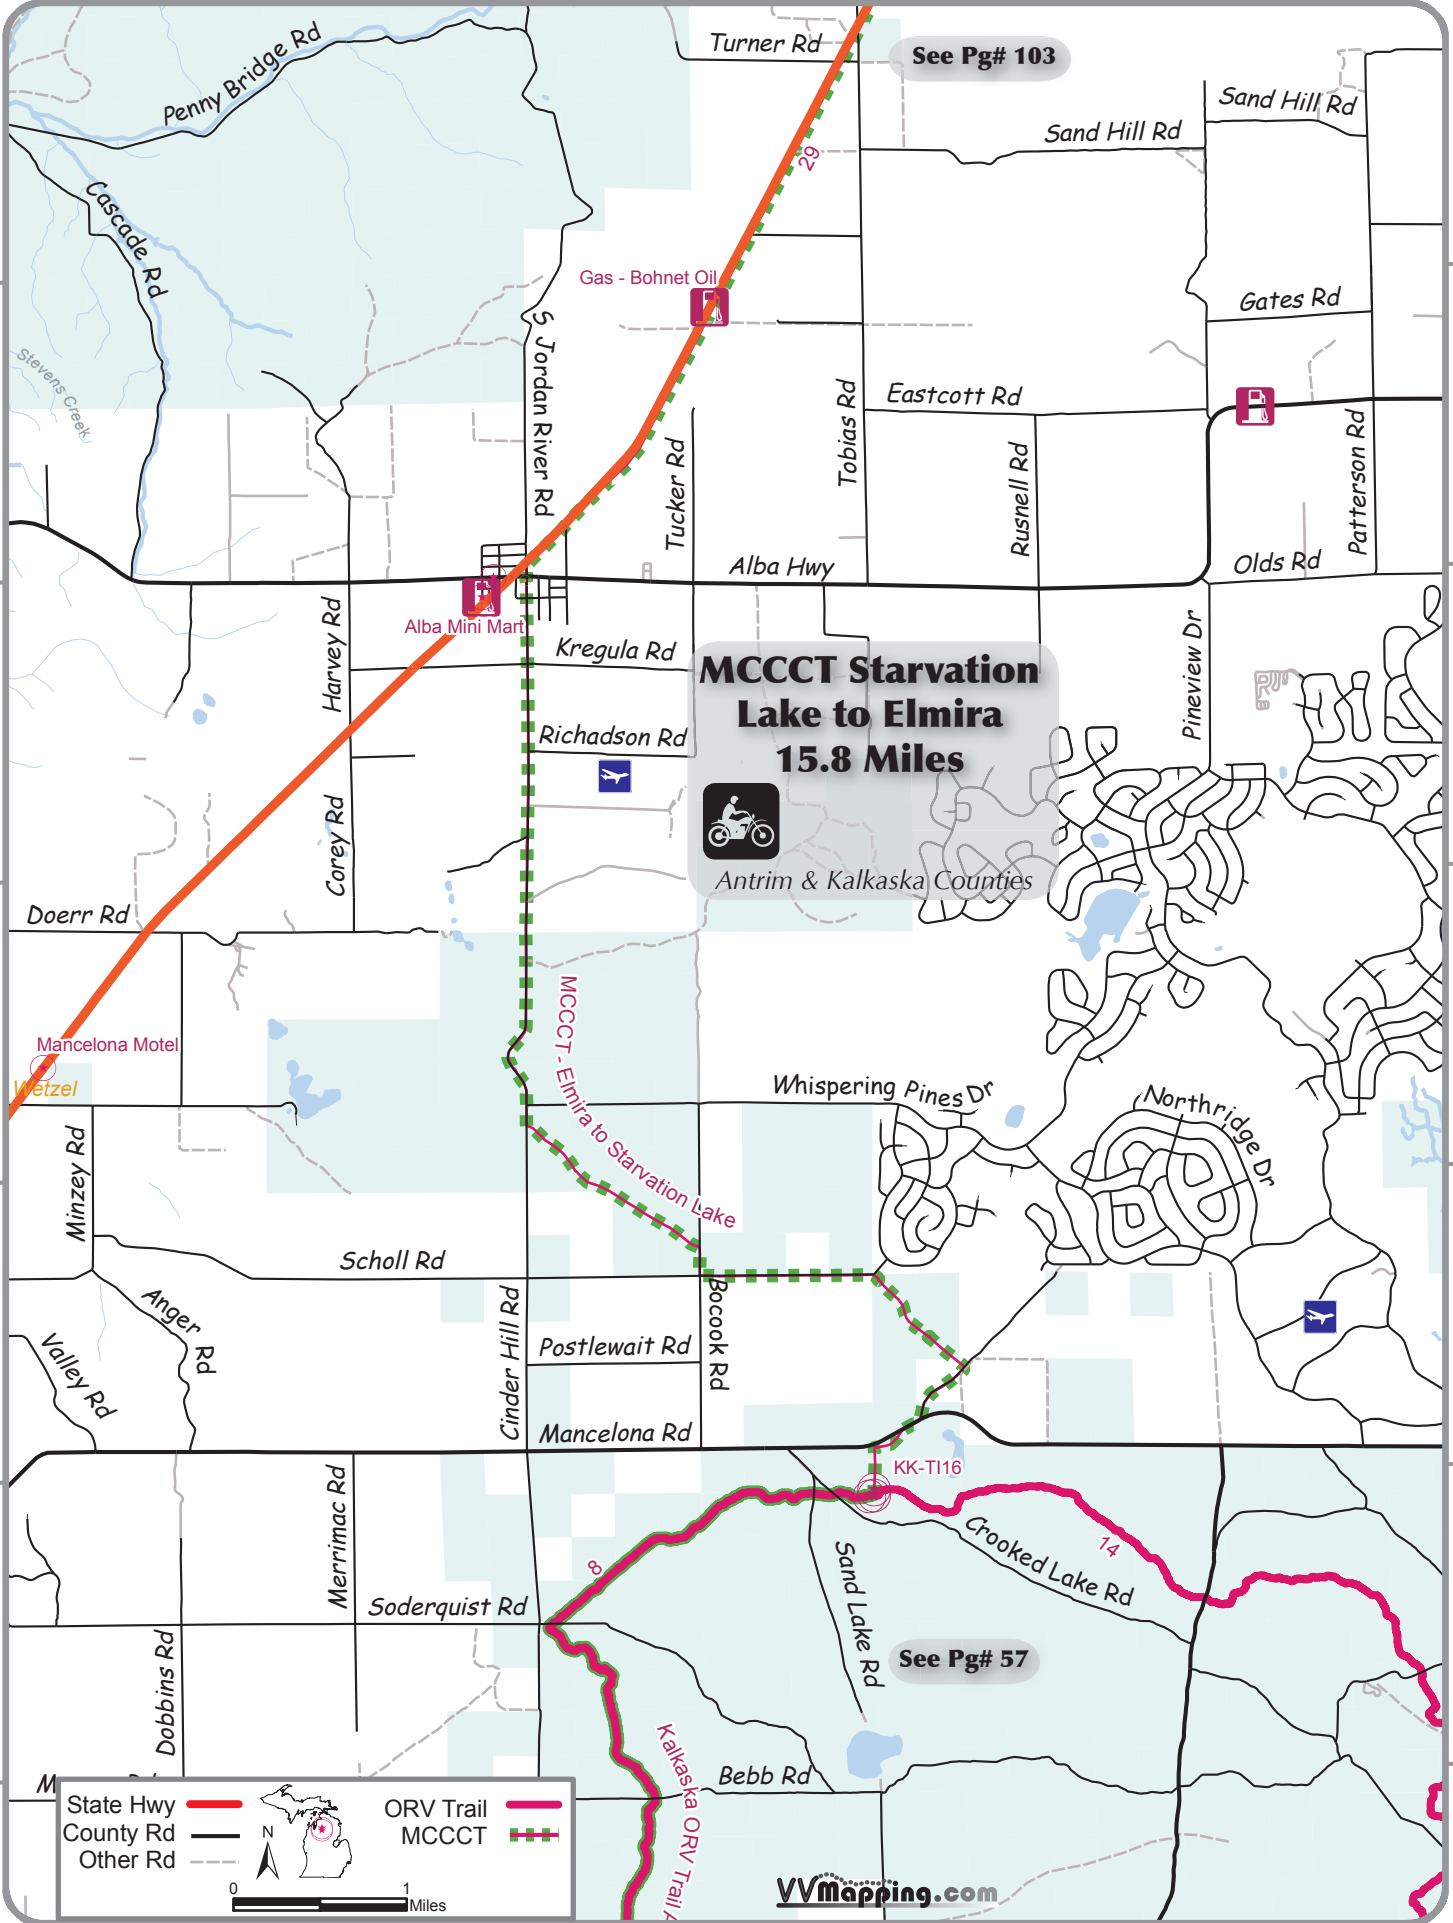 Turner Rd
See Pg# 103
Penny Bridge Rd
Sand Hill Rd
Sand Hill Rd
29
Cascade Rd
Gas - Bohnet Oil
Gates Rd
S Jordan River Rd
Stevens Creek
Eastcott Rd
Tobias Rd
Tucker Rd
Rusnell Rd
Patterson Rd
Alba Hwy
Olds Rd
Alba Mini Mart
Harvey Rd
Kregula Rd
Pineview Dr
MCCCT Starvation
Lake to Elmira
15.8 Miles
Richadson Rd
Antrim & Kalkaska Counties
Corey Rd
Doerr Rd
MCCCT - Elmira to Starvation Lake
Mancelona Motel
Wetzel
Whispering Pines Dr
Northridge Dr
Minzey Rd
Scholl Rd
Anger Rd
Valley Rd
Cinder Hill Rd
Bocook Rd
Postlewait Rd
Mancelona Rd
KK-TI16
Merrimac Rd
8
14
Crooked Lake Rd
Sand Lake Rd
Soderquist Rd
Dobbins Rd
See Pg# 57
Kalkaska ORV Trail
Bebb Rd
State Hwy
County Rd
Other Rd
N
ORV Trail
MCCCT
0 1
Miles
VVMapping.com